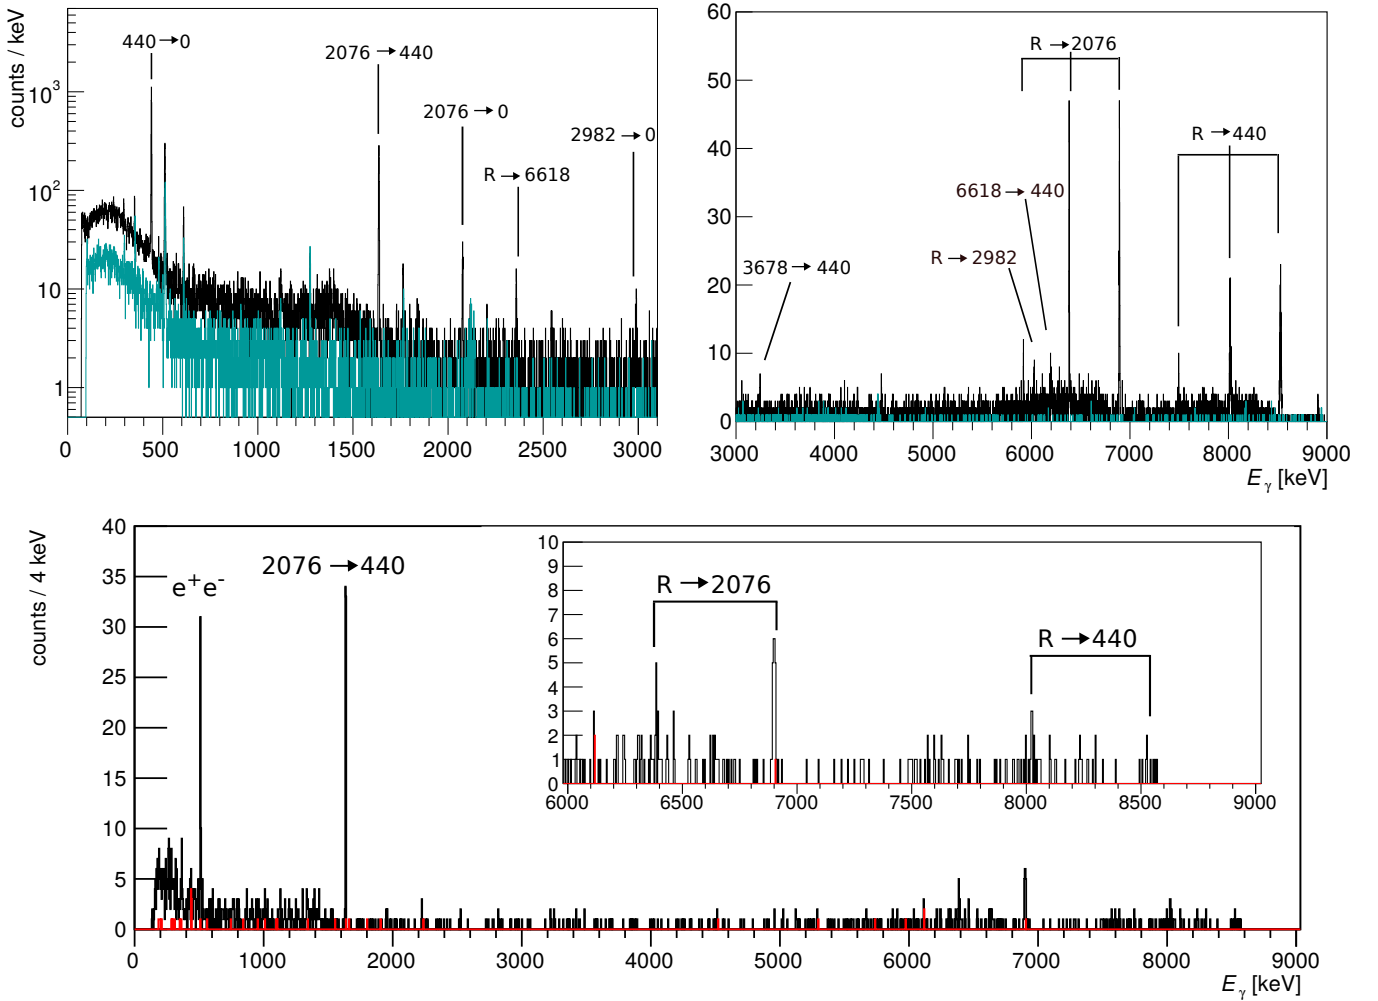 counts / keV
10³
10²
10
1
440→0
2076→440
2076→0
R→6618
2982→0
0 500 1000 1500 2000 2500 3000
60
50
40
30
20
10
0
R→2076
R→440
6618→440
R→2982
3678→440
3000 4000 5000 6000 7000 8000 9000
Eγ [keV]
counts / 4 keV
40
35
30
25
20
15
10
5
0
e⁺e⁻
2076→440
10
9
8
7
6
5
4
3
2
1
0
R→2076
R→440
6000 6500 7000 7500 8000 8500 9000
0 1000 2000 3000 4000 5000 6000 7000 8000 9000
Eγ [keV]